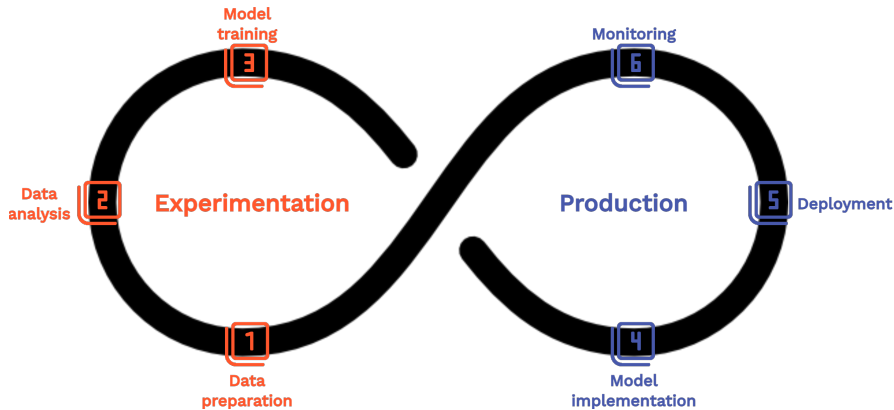 Model
training
3
Monitoring
6
Data
analysis
2
Experimentation
Production
5
Deployment
1
Data
preparation
4
Model
implementation